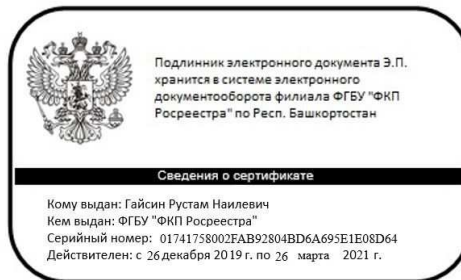 Подлинник электронного документа Э.П.
хранится в системе электронного
документооборота филиала ФГБУ "ФКП
Росреестра" по Респ. Башкортостан
Сведения о сертификате
Кому выдан: Гайсин Рустам Наилевич
Кем выдан: ФГБУ "ФКП Росреестра"
Серийный номер: 01741758002FAB92804BD6A695E1E08D64
Действителен: с 26 декабря 2019 г. по 26 марта 2021 г.